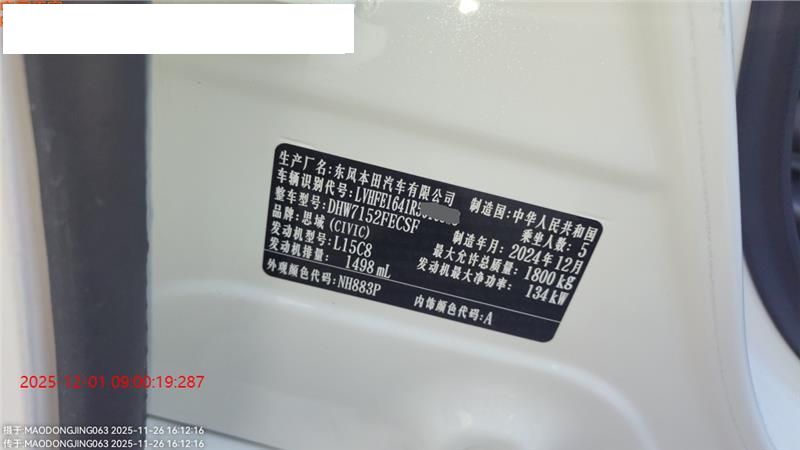 生产厂名:东风本田汽车有限公司 制造国:中华人民共和国
车辆识别代号:LVHFE1641R5 乘坐人数:5
整车型号:DHW7152FECSF 制造年月:2024年12月
品牌:思域(CIVIC) 最大允许总质量:1800kg
发动机型号:L15C8 发动机最大净功率:134kW
发动机排量:1498mL
外观颜色代码:NH883P 内饰颜色代码:A
2025-12-01 09:00:19:287
摄于:MAODONGJING063 2025-11-26 16:12:16
传于:MAODONGJING063 2025-11-26 16:12:16